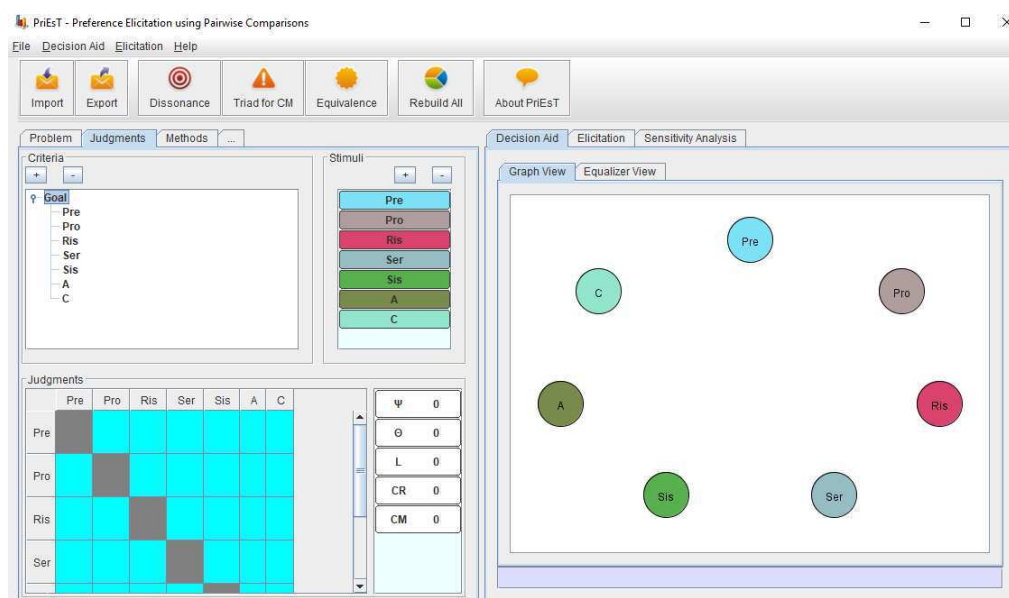 PriEsT - Preference Elicitation using Pairwise Comparisons
File Decision Aid Elicitation Help
Import Export Dissonance Triad for CM Equivalence Rebuild All About PriEsT
Problem Judgments Methods ...
Criteria
+ -
Goal
Pre
Pro
Ris
Ser
Sis
A
C
Stimuli
+ -
Pre
Pro
Ris
Ser
Sis
A
C
Judgments
Pre Pro Ris Ser Sis A C
Pre
Pro
Ris
Ser
Ψ 0
Θ 0
L 0
CR 0
CM 0
Decision Aid Elicitation Sensitivity Analysis
Graph View Equalizer View
Pre
C
Pro
A
Ris
Sis
Ser